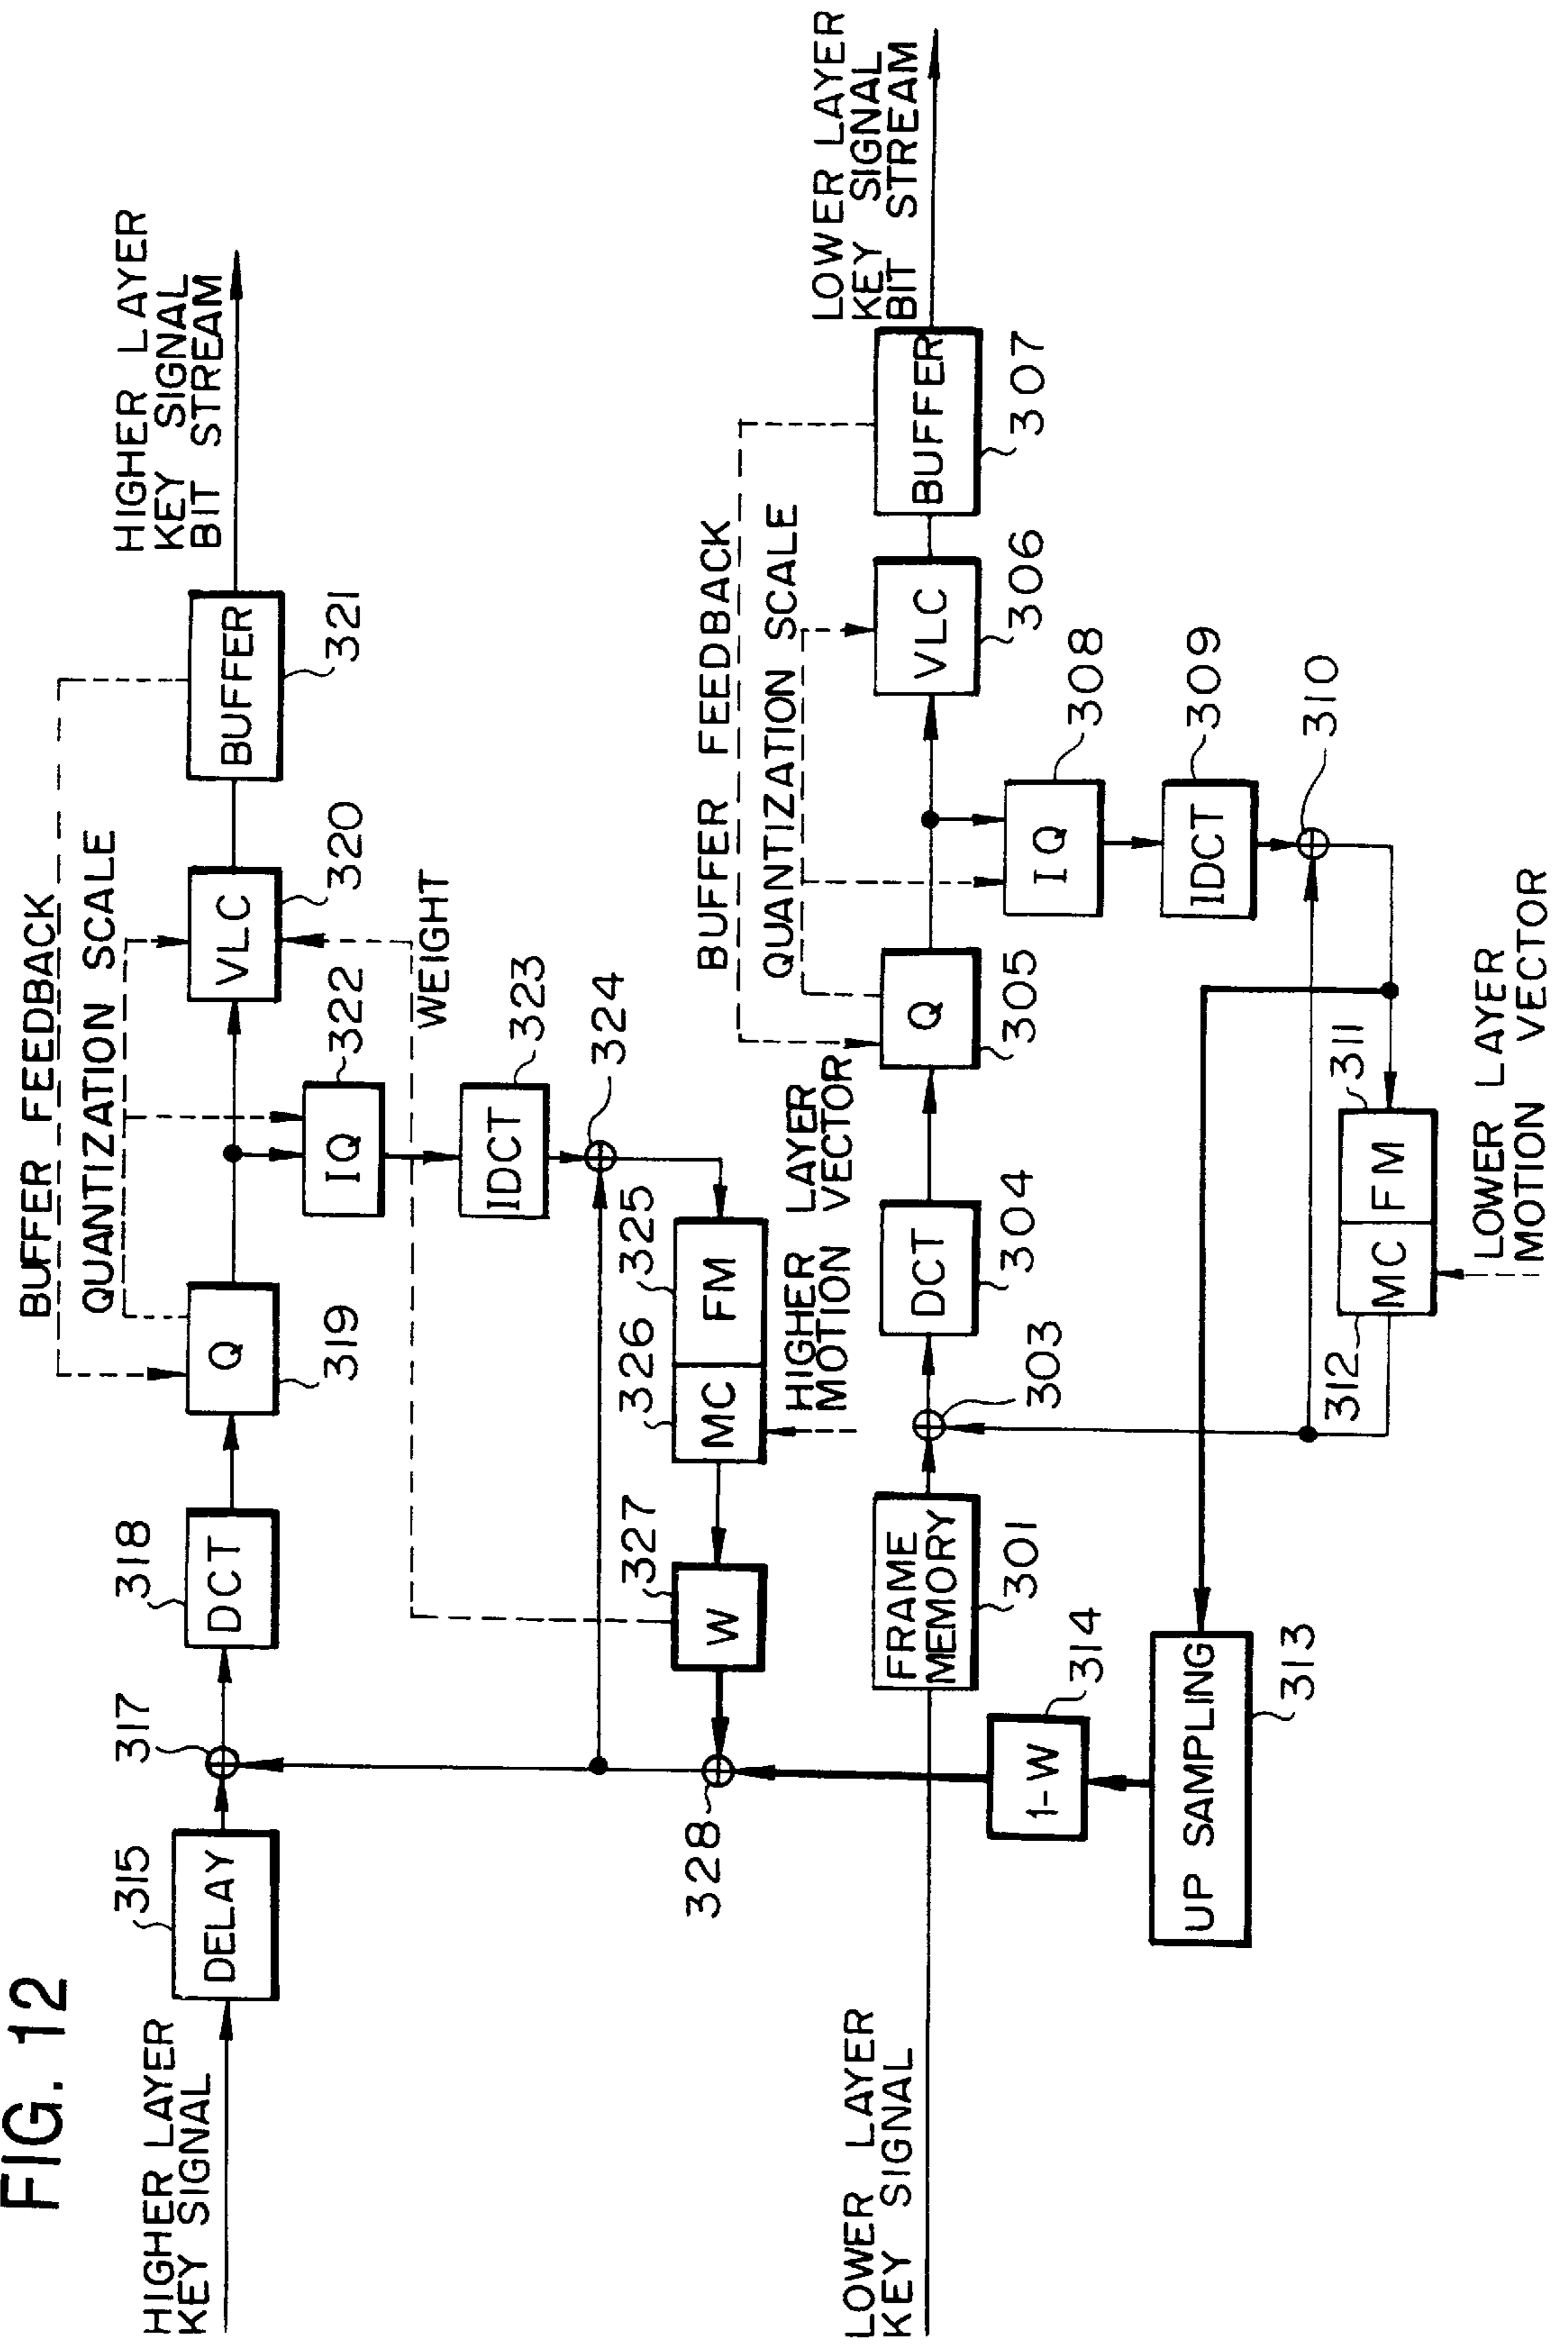 FIG. 12
HIGHER LAYER
KEY SIGNAL
315
DELAY
317
318
DCT
319
Q
BUFFER FEEDBACK
QUANTIZATION SCALE
320
VLC
321
BUFFER
HIGHER LAYER
KEY SIGNAL
BIT STREAM
322
IQ
WEIGHT
323
IDCT
324
325
FM
326
MC
HIGHER LAYER
MOTION VECTOR
327
W
328
LOWER LAYER
KEY SIGNAL
FRAME
MEMORY
301
303
DCT
304
Q
305
BUFFER FEEDBACK
QUANTIZATION SCALE
VLC
306
BUFFER
307
LOWER LAYER
KEY SIGNAL
BIT STREAM
IQ
308
IDCT
309
310
311
FM
312
MC
LOWER LAYER
MOTION VECTOR
1-W
314
UP SAMPLING
313